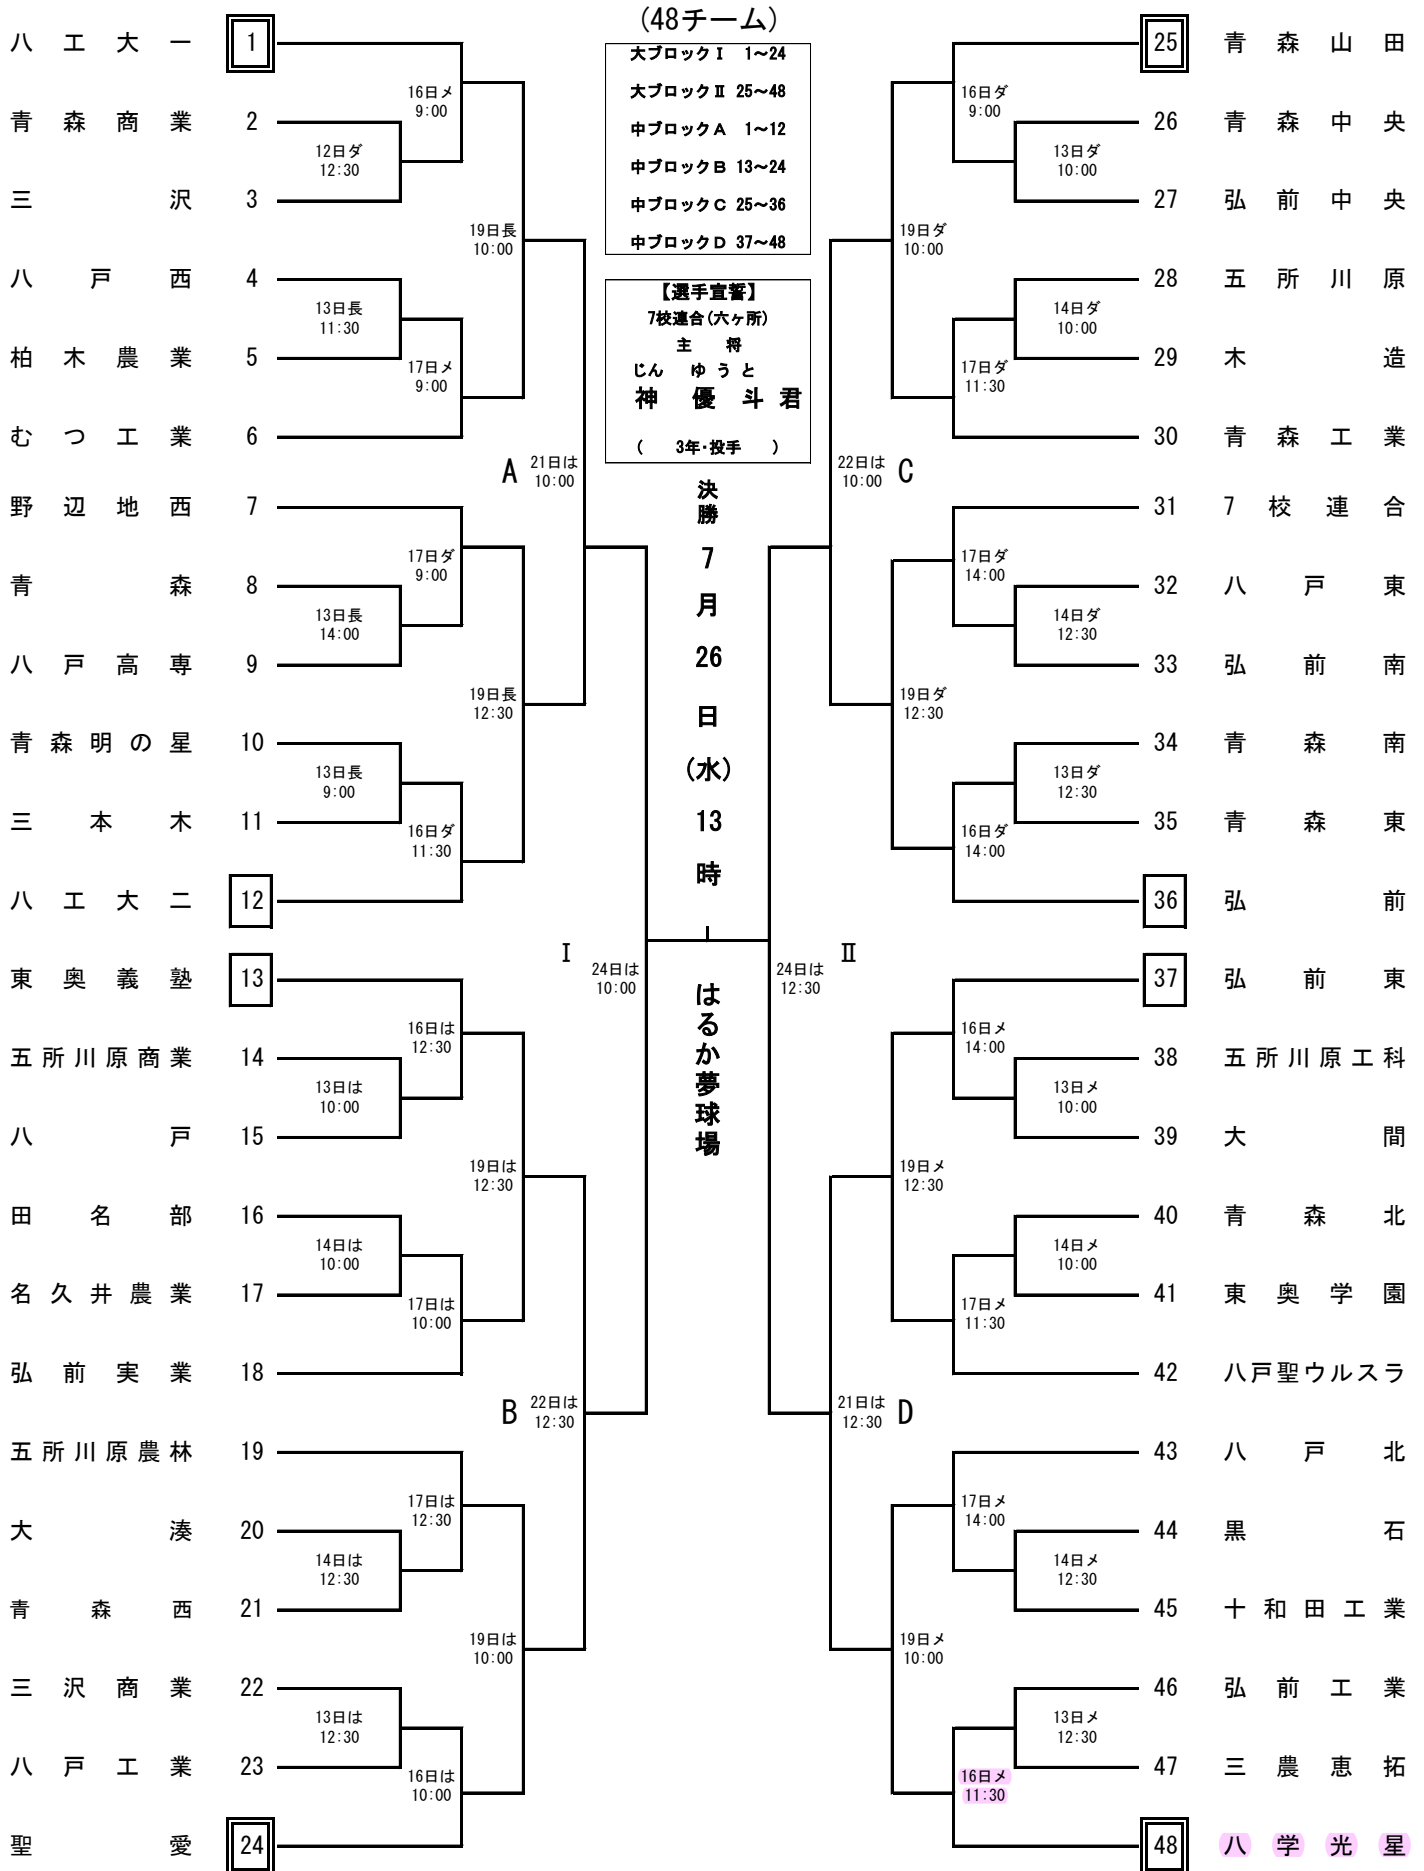 (48チーム)
大ブロックⅠ 1～24
大ブロックⅡ 25～48
中ブロックA 1～12
中ブロックB 13～24
中ブロックC 25～36
中ブロックD 37～48
【選手宣誓】
7校連合(六ヶ所)
主 将
じん ゆうと
神 優斗君
( 3年・投手 )
決勝 7月26日(水)13時
はるか夢球場
八工大一 1
16日メ
9:00
青森商業 2
12日ダ
12:30
三沢 3
19日長
10:00
八戸西 4
13日長
11:30
柏木農業 5
17日メ
9:00
むつ工業 6
A
21日は
10:00
野辺地西 7
17日ダ
9:00
青森 8
13日長
14:00
八戸高専 9
19日長
12:30
青森明の星 10
13日長
9:00
三本木 11
16日ダ
11:30
八工大二 12
Ⅰ
24日は
10:00
東奥義塾 13
16日は
12:30
五所川原商業 14
13日は
10:00
八戸 15
19日は
12:30
田名部 16
14日は
10:00
名久井農業 17
17日は
10:00
弘前実業 18
B
22日は
12:30
五所川原農林 19
17日は
12:30
大湊 20
14日は
12:30
青森西 21
19日は
10:00
三沢商業 22
13日は
12:30
八戸工業 23
16日は
10:00
聖愛 24
25 青森山田
16日ダ
9:00
26 青森中央
13日ダ
10:00
27 弘前中央
19日ダ
10:00
28 五所川原
14日ダ
10:00
29 木造
17日ダ
11:30
30 青森工業
22日は
10:00
C
31 7校連合
17日ダ
14:00
32 八戸東
14日ダ
12:30
33 弘前南
19日ダ
12:30
34 青森南
13日ダ
12:30
35 青森東
16日ダ
14:00
36 弘前
24日は
12:30
Ⅱ
37 弘前東
16日メ
14:00
38 五所川原工科
13日メ
10:00
39 大間
19日メ
12:30
40 青森北
14日メ
10:00
41 東奥学園
17日メ
11:30
42 八戸聖ウルスラ
21日は
12:30
D
43 八戸北
17日メ
14:00
44 黒石
14日メ
12:30
45 十和田工業
19日メ
10:00
46 弘前工業
13日メ
12:30
47 三農恵拓
16日メ
11:30
48 八学光星